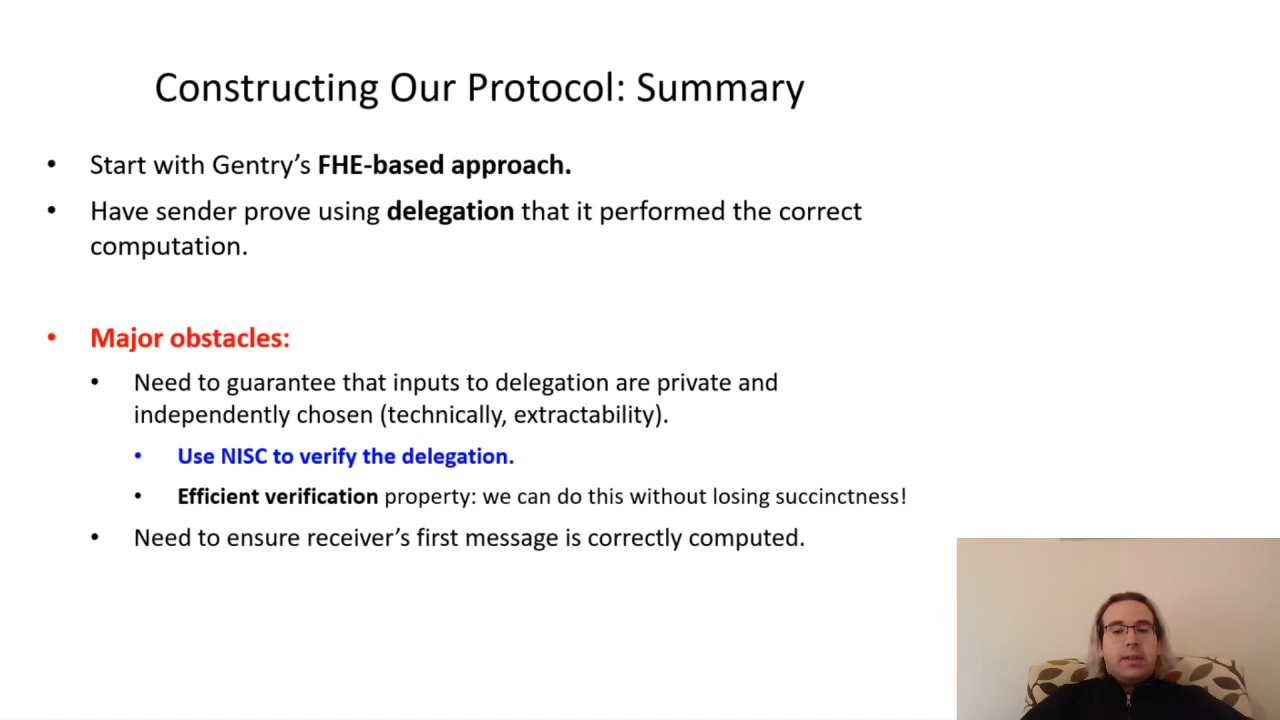 Constructing Our Protocol: Summary
• Start with Gentry’s FHE-based approach.
• Have sender prove using delegation that it performed the correct
computation.
• Major obstacles:
• Need to guarantee that inputs to delegation are private and
independently chosen (technically, extractability).
• Use NISC to verify the delegation.
• Efficient verification property: we can do this without losing succinctness!
• Need to ensure receiver’s first message is correctly computed.